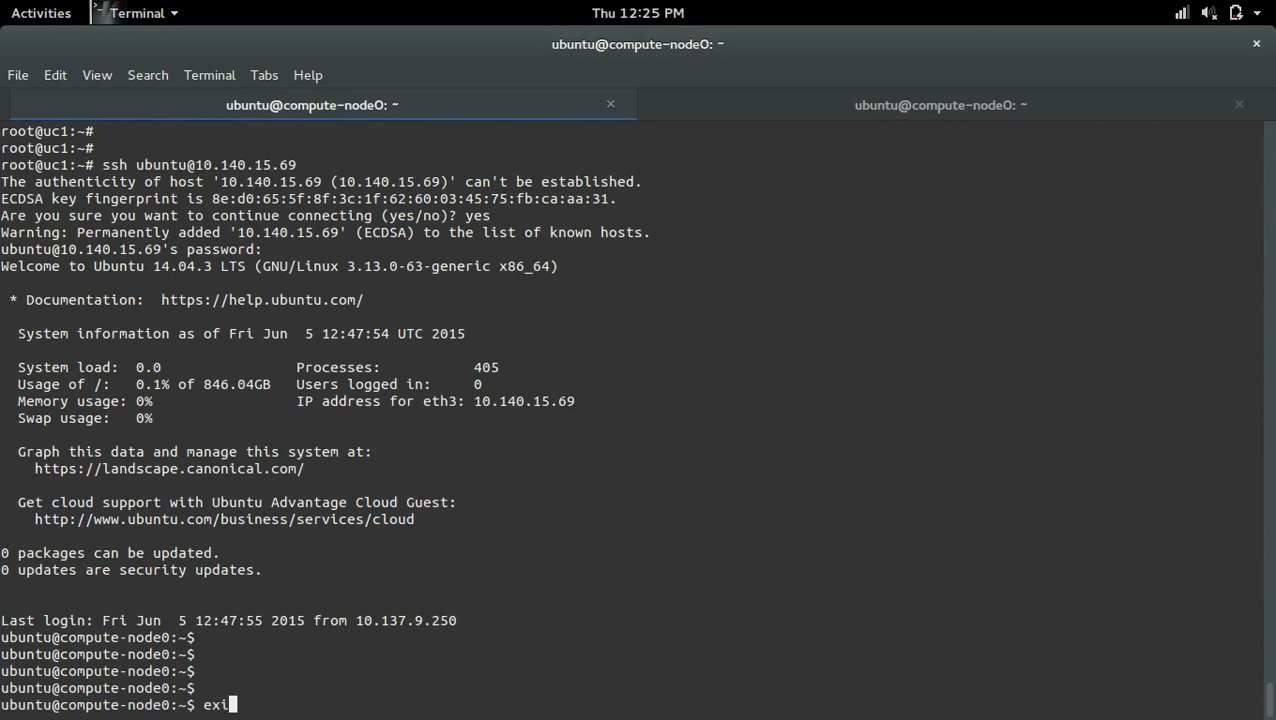 Activities Terminal Thu 12:25 PM
ubuntu@compute-node0: ~ ×
File Edit View Search Terminal Tabs Help
ubuntu@compute-node0: ~ × ubuntu@compute-node0: ~ ×
root@uc1:~#
root@uc1:~#
root@uc1:~# ssh ubuntu@10.140.15.69
The authenticity of host '10.140.15.69 (10.140.15.69)' can't be established.
ECDSA key fingerprint is 8e:d0:65:5f:8f:3c:1f:62:60:03:45:75:fb:ca:aa:31.
Are you sure you want to continue connecting (yes/no)? yes
Warning: Permanently added '10.140.15.69' (ECDSA) to the list of known hosts.
ubuntu@10.140.15.69's password:
Welcome to Ubuntu 14.04.3 LTS (GNU/Linux 3.13.0-63-generic x86_64)
* Documentation: https://help.ubuntu.com/
System information as of Fri Jun 5 12:47:54 UTC 2015
System load: 0.0 Processes: 405
Usage of /: 0.1% of 846.04GB Users logged in: 0
Memory usage: 0% IP address for eth3: 10.140.15.69
Swap usage: 0%
Graph this data and manage this system at:
https://landscape.canonical.com/
Get cloud support with Ubuntu Advantage Cloud Guest:
http://www.ubuntu.com/business/services/cloud
0 packages can be updated.
0 updates are security updates.
Last login: Fri Jun 5 12:47:55 2015 from 10.137.9.250
ubuntu@compute-node0:~$
ubuntu@compute-node0:~$
ubuntu@compute-node0:~$
ubuntu@compute-node0:~$
ubuntu@compute-node0:~$ exi